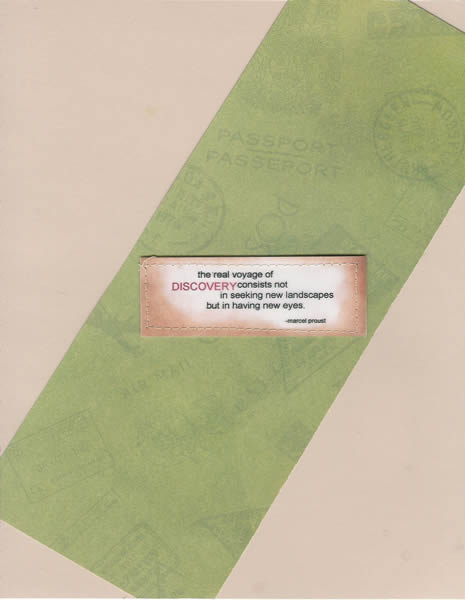 PASSPORT
PASSEPORT
the real voyage of
DISCOVERY consists not
in seeking new landscapes
but in having new eyes.
-marcel proust